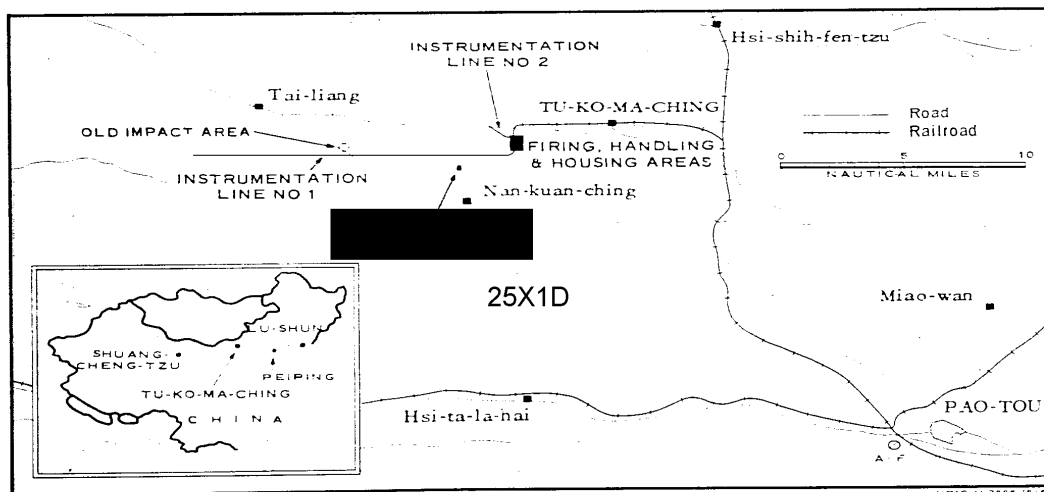 Hsi-shih-fen-tzu
INSTRUMENTATION
LINE NO 2
Tai-liang
TU-KO-MA-CHING
Road
Railroad
OLD IMPACT AREA
FIRING, HANDLING
& HOUSING AREAS
0 5 10
NAUTICAL MILES
INSTRUMENTATION
LINE NO 1
Nan-kuan-ching
25X1D
Miao-wan
LU-SHUN
SHUANG-
CHENG-TZU
PEIPING
TU-KO-MA-CHING
CHINA
Hsi-ta-la-hai
PAO-TOU
A-F